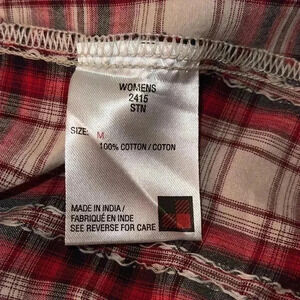 WOMENS
2415
STN
SIZE: M
100% COTTON / COTON
MADE IN INDIA /
FABRIQUÉ EN INDE
SEE REVERSE FOR CARE